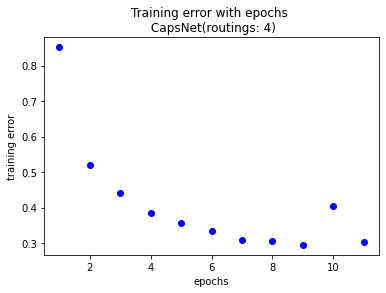 Training error with epochs
CapsNet(routings: 4)
0.8
0.7
0.6
0.5
0.4
0.3
training error
2 4 6 8 10
epochs